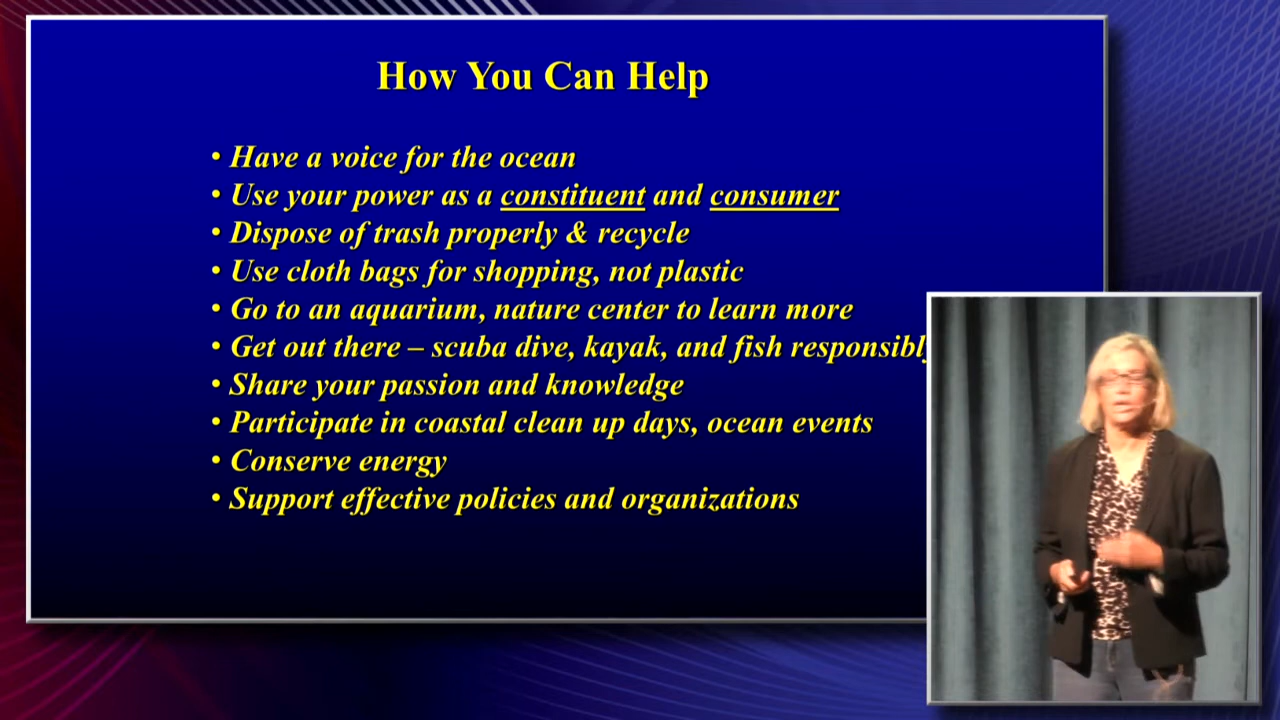 How You Can Help
• Have a voice for the ocean
• Use your power as a constituent and consumer
• Dispose of trash properly & recycle
• Use cloth bags for shopping, not plastic
• Go to an aquarium, nature center to learn more
• Get out there – scuba dive, kayak, and fish responsibly
• Share your passion and knowledge
• Participate in coastal clean up days, ocean events
• Conserve energy
• Support effective policies and organizations